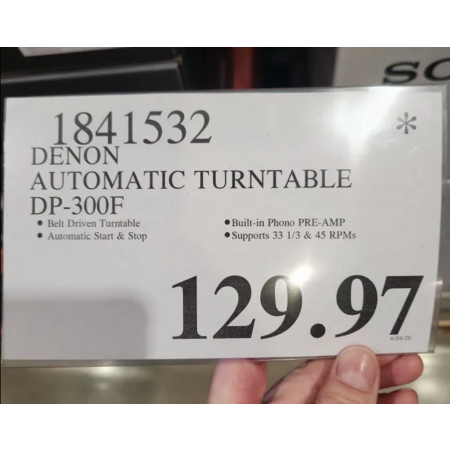 SO
1841532 *
DENON
AUTOMATIC TURNTABLE
DP-300F
• Belt Driven Turntable •Built-in Phono PRE-AMP
• Automatic Start & Stop •Supports 33 1/3 & 45 RPMs
129.97